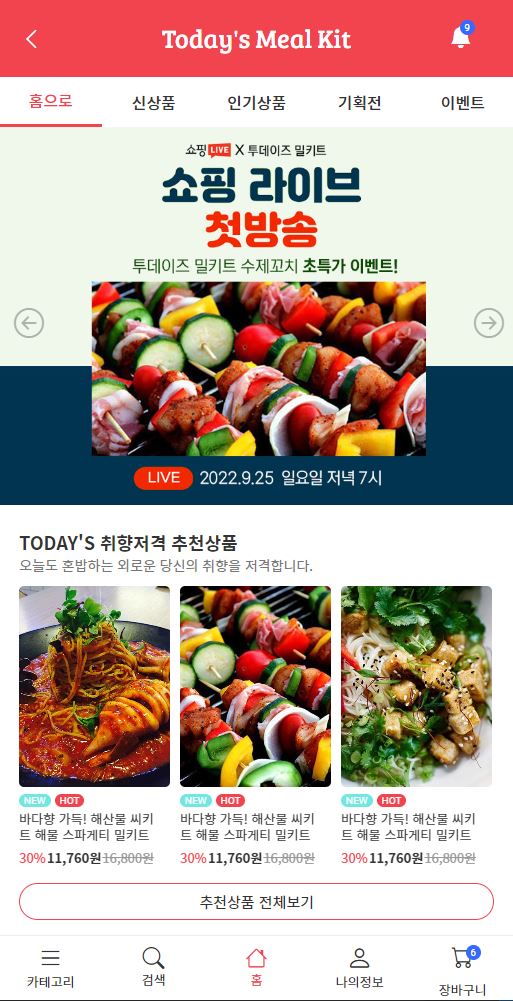 Today's Meal Kit
9
홈으로 신상품 인기상품 기획전 이벤트
쇼핑LIVE X 투데이즈 밀키트
쇼핑 라이브
첫방송
투데이즈 밀키트 수제꼬치 초특가 이벤트!
LIVE 2022.9.25 일요일 저녁 7시
TODAY'S 취향저격 추천상품
오늘도 혼밥하는 외로운 당신의 취향을 저격합니다.
NEW HOT
바다향 가득! 해산물 씨키
트 해물 스파게티 밀키트
30% 11,760원 16,800원
NEW HOT
바다향 가득! 해산물 씨키
트 해물 스파게티 밀키트
30% 11,760원 16,800원
NEW HOT
바다향 가득! 해산물 씨키
트 해물 스파게티 밀키트
30% 11,760원 16,800원
추천상품 전체보기
6
카테고리 검색 홈 나의정보 장바구니